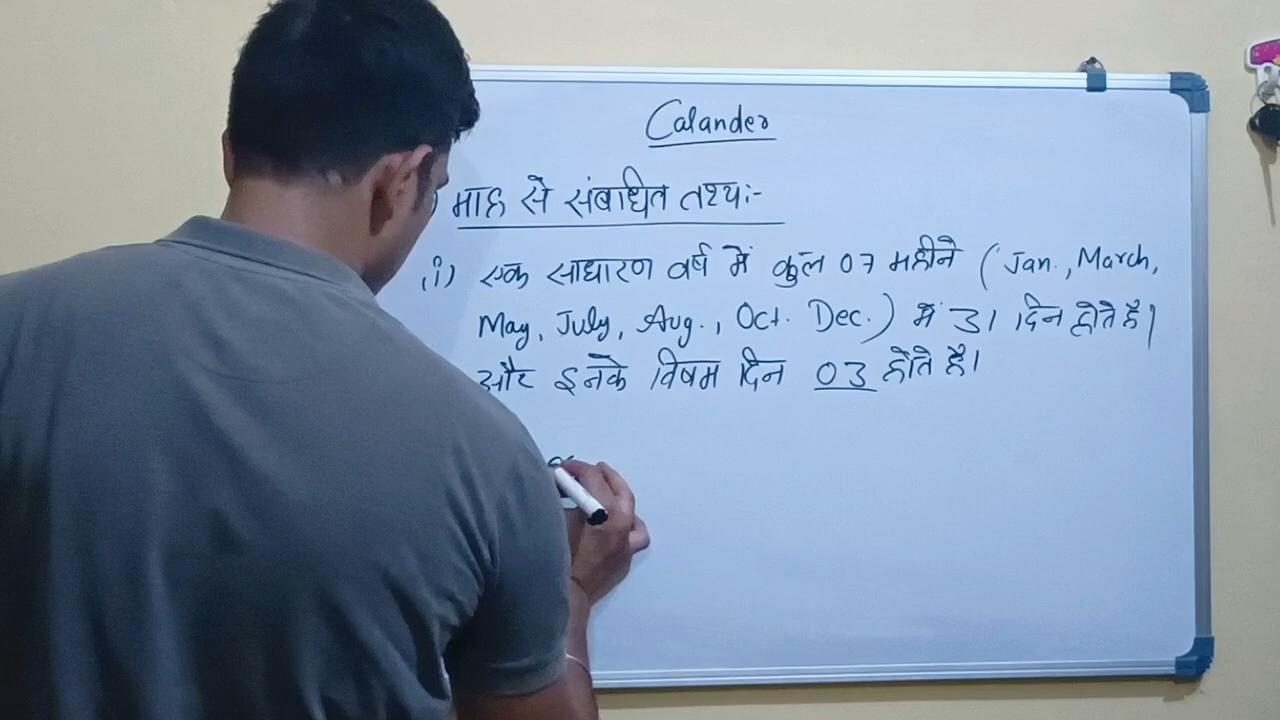 Calander
माह से संबाधित तथ्य:-
(i) एक साधारण वर्ष में कुल 07 महीने (Jan., March,
May, July, Aug., Oct. Dec.) में 31 दिन होते है।
और इनके विषम दिन 03 होते है।